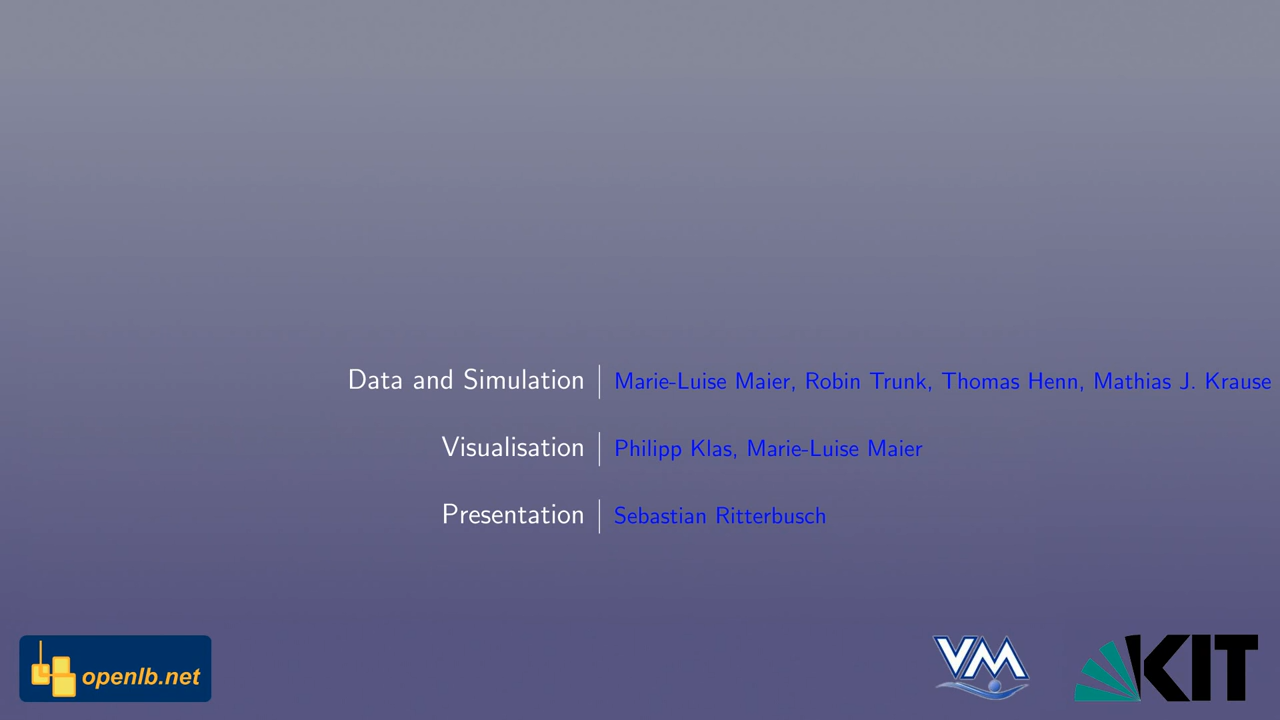 Data and Simulation Marie-Luise Maier, Robin Trunk, Thomas Henn, Mathias J. Krause
Visualisation Philipp Klas, Marie-Luise Maier
Presentation Sebastian Ritterbusch
openlb.net VM KIT